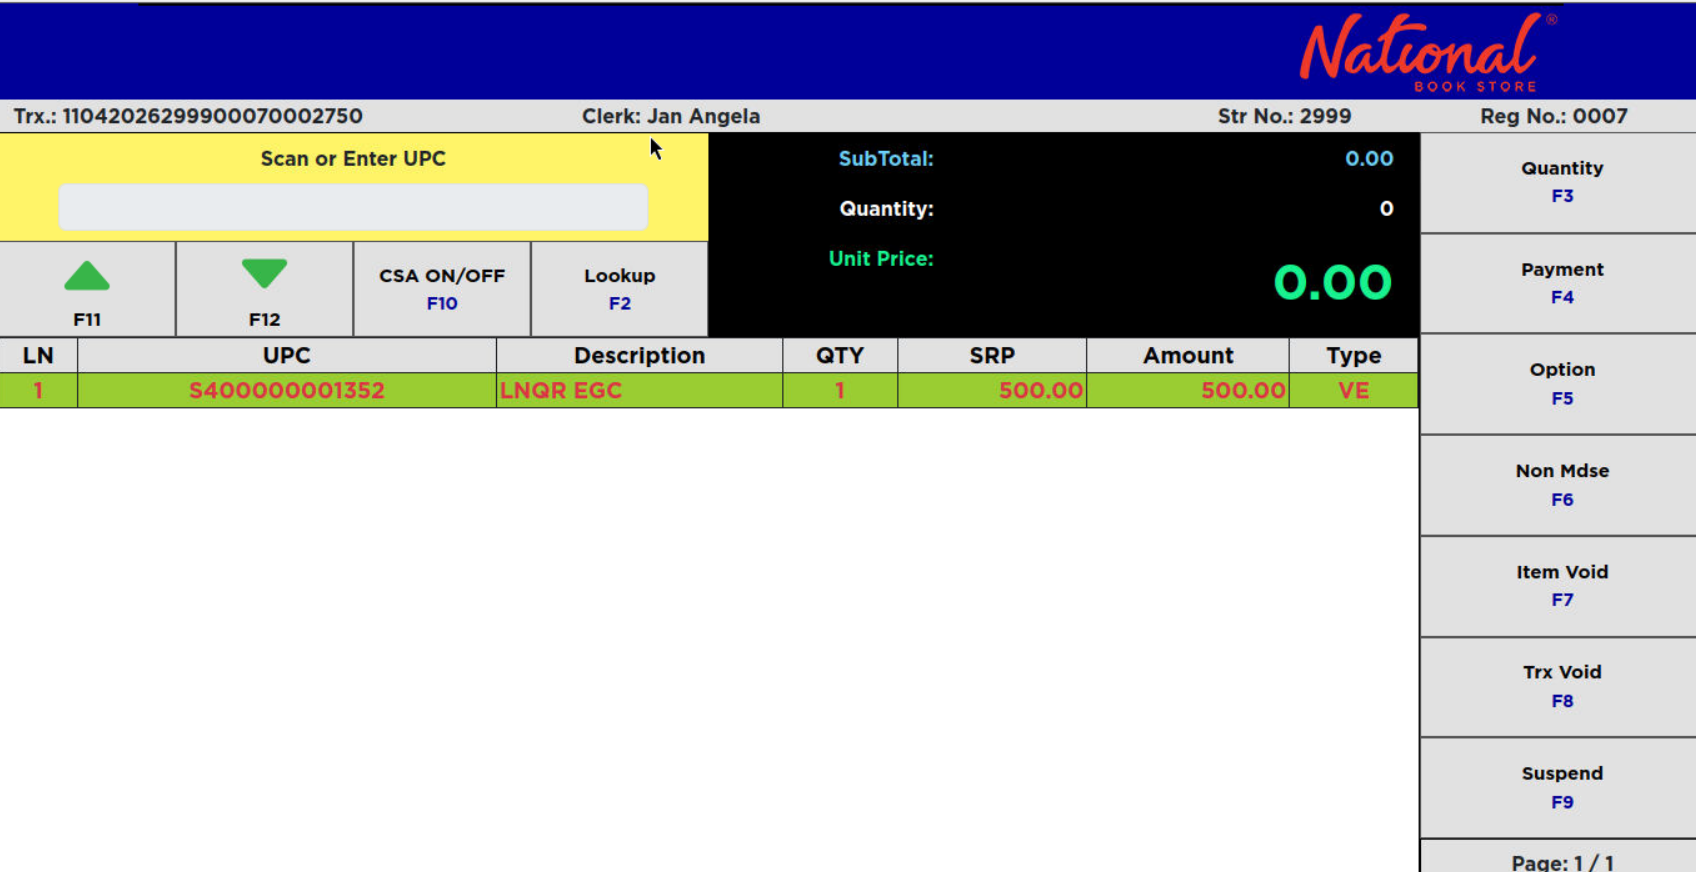 National®
BOOK STORE
Trx.: 11042026299900070002750 Clerk: Jan Angela Str No.: 2999 Reg No.: 0007
Scan or Enter UPC
SubTotal: 0.00
Quantity: 0
Unit Price: 0.00
F11
F12
CSA ON/OFF
F10
Lookup
F2
Quantity
F3
Payment
F4
Option
F5
Non Mdse
F6
Item Void
F7
Trx Void
F8
Suspend
F9
Page: 1 / 1
LN UPC Description QTY SRP Amount Type
1 S400000001352 LNQR EGC 1 500.00 500.00 VE